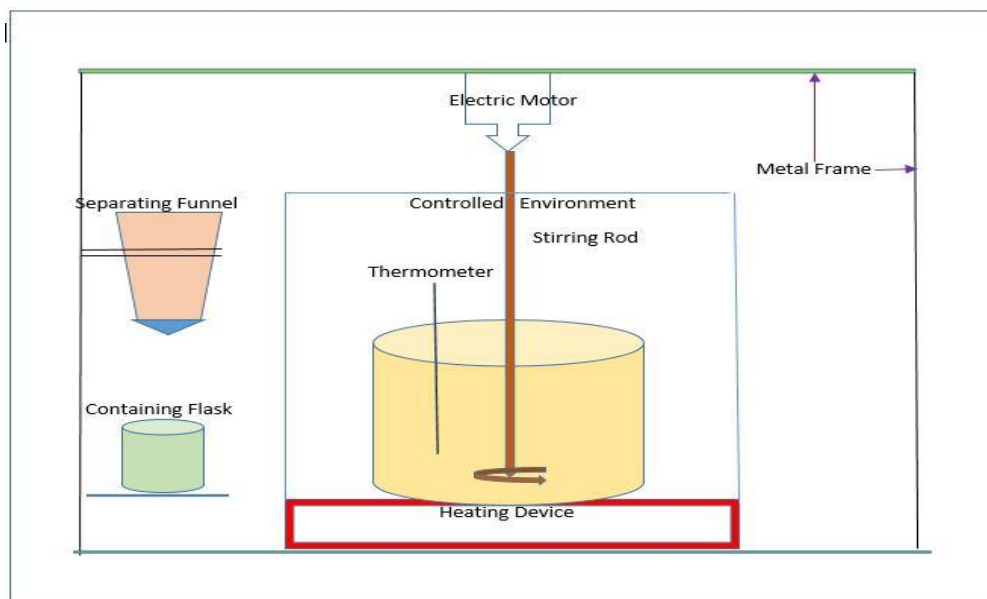 Electric Motor
Metal Frame
Separating Funnel
Controlled Environment
Stirring Rod
Thermometer
Containing Flask
Heating Device